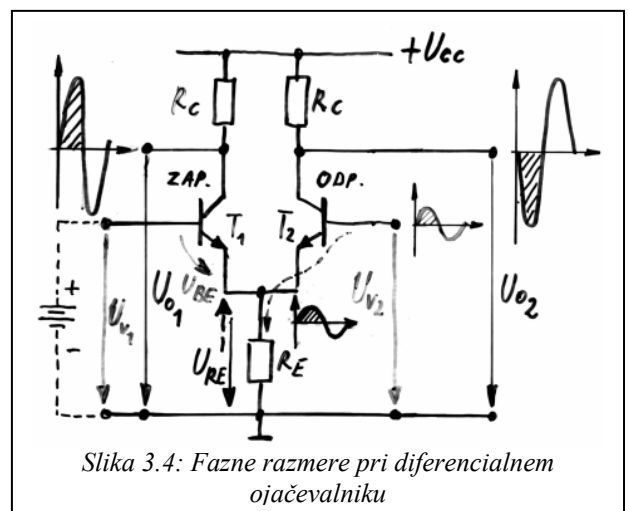 +Ucc
Rc
Rc
ZAP.
ODP.
T1
T2
UBE
Uv1
Uo1
URE
RE
Uv2
Uo2
+
-
Slika 3.4: Fazne razmere pri diferencialnem
ojačevalniku